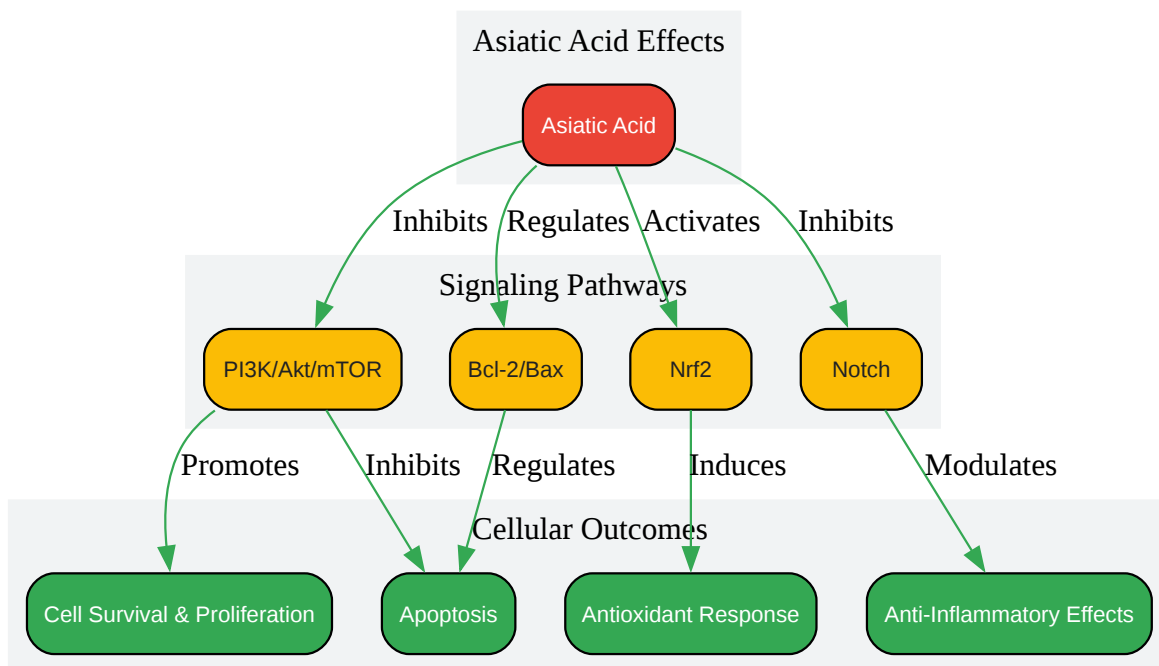 Asiatic Acid Effects
Asiatic Acid
Inhibits
Regulates
Activates
Inhibits
Signaling Pathways
PI3K/Akt/mTOR
Bcl-2/Bax
Nrf2
Notch
Promotes
Inhibits
Regulates
Induces
Modulates
Cellular Outcomes
Cell Survival & Proliferation
Apoptosis
Antioxidant Response
Anti-Inflammatory Effects